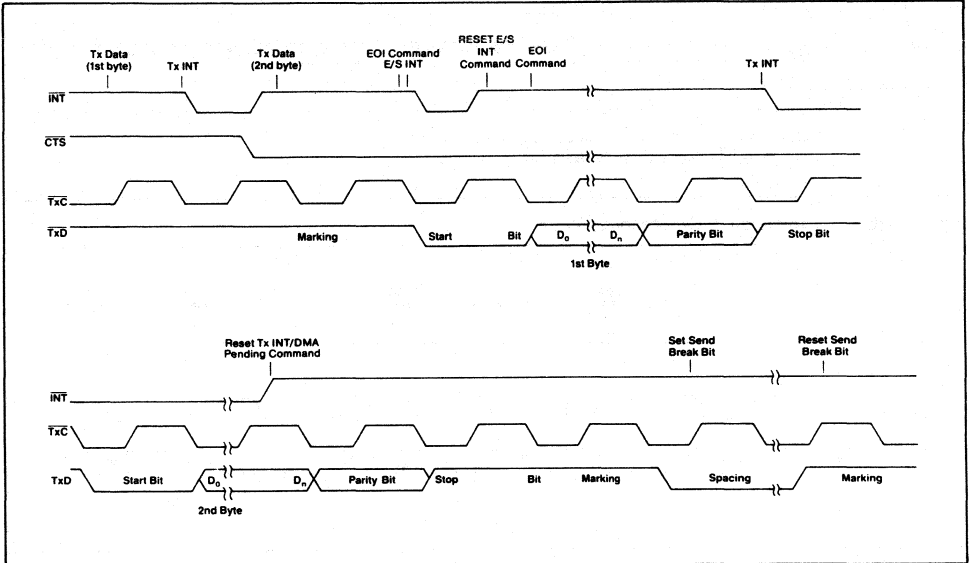 Tx Data
(1st byte)
Tx INT
Tx Data
(2nd byte)
EOI Command
E/S INT
RESET E/S
INT
Command
EOI
Command
Tx INT
INT
CTS
TxC
TxD
Marking
Start
Bit
D₀
Dₙ
Parity Bit
Stop Bit
1st Byte
Reset Tx INT/DMA
Pending Command
Set Send
Break Bit
Reset Send
Break Bit
INT
TxC
TxD
Start Bit
D₀
Dₙ
Parity Bit
Stop
Bit
Marking
Spacing
Marking
2nd Byte